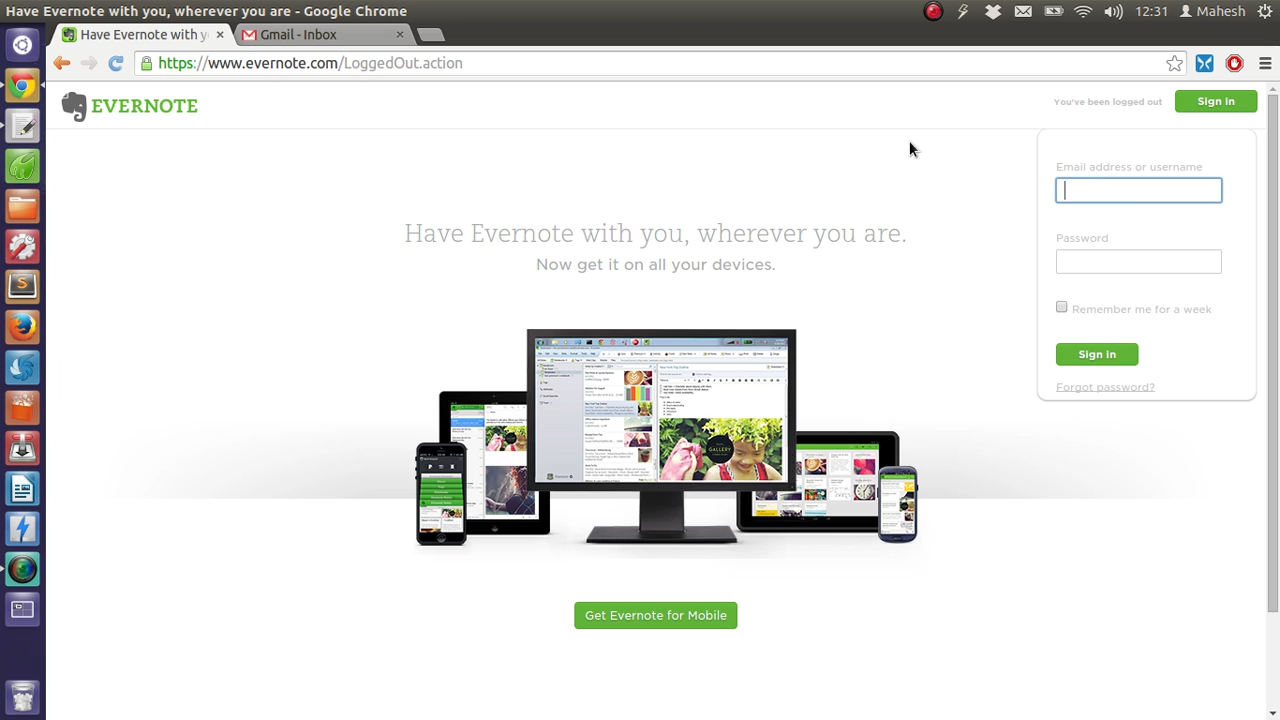 Have Evernote with you, wherever you are - Google Chrome
12:31
Mahesh
Have Evernote with y
Gmail - Inbox
https://www.evernote.com/LoggedOut.action
EVERNOTE
You've been logged out
Sign in
Email address or username
Password
Remember me for a week
Sign in
Forgot password?
Have Evernote with you, wherever you are.
Now get it on all your devices.
GALLERY
Get Evernote for Mobile